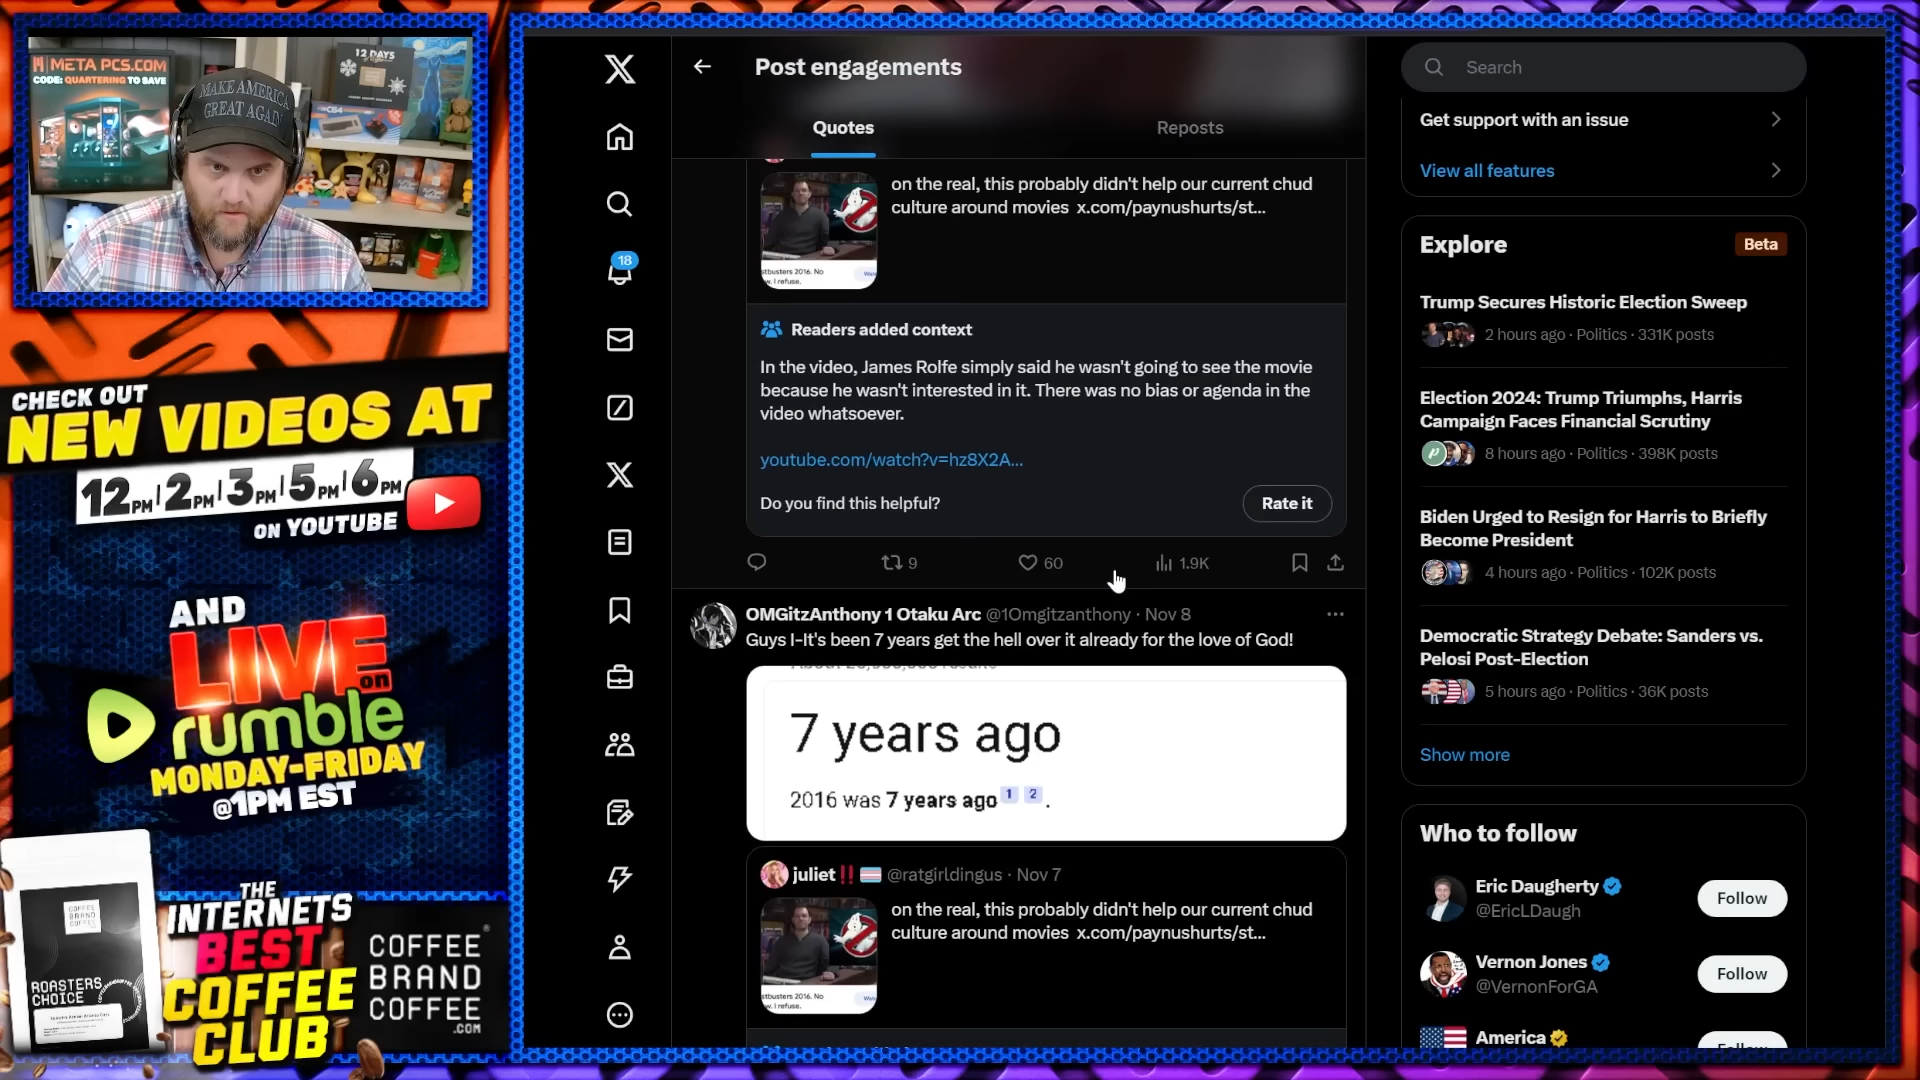 META PCS.COM
CODE: QUARTERING TO SAVE
12 DAYS
MAKE AMERICA
GREAT AGAIN
CHECK OUT
NEW VIDEOS AT
12PM | 2PM | 3PM | 5PM | 6PM
ON YOUTUBE
AND
LIVE
on
rumble
MONDAY-FRIDAY
@1PM EST
THE
INTERNETS
BEST
COFFEE
CLUB
COFFEE
BRAND
COFFEE
.COM
COFFEE
BRAND
COFFEE
ROASTERS
CHOICE
18
Post engagements
Quotes
Reposts
on the real, this probably didn't help our current chud
culture around movies x.com/paynushurts/st...
stbusters 2016. No
w. I refuse.
Readers added context
In the video, James Rolfe simply said he wasn't going to see the movie
because he wasn't interested in it. There was no bias or agenda in the
video whatsoever.
youtube.com/watch?v=hz8X2A...
Do you find this helpful?
Rate it
9
60
1.9K
OMGitzAnthony 1 Otaku Arc @1Omgitzanthony · Nov 8
Guys I-It's been 7 years get the hell over it already for the love of God!
7 years ago
2016 was 7 years ago 1 2 .
juliet ‼️ @ratgirldingus · Nov 7
on the real, this probably didn't help our current chud
culture around movies x.com/paynushurts/st...
stbusters 2016. No
w. I refuse.
Search
Get support with an issue
View all features
Explore
Beta
Trump Secures Historic Election Sweep
2 hours ago · Politics · 331K posts
Election 2024: Trump Triumphs, Harris
Campaign Faces Financial Scrutiny
8 hours ago · Politics · 398K posts
Biden Urged to Resign for Harris to Briefly
Become President
4 hours ago · Politics · 102K posts
Democratic Strategy Debate: Sanders vs.
Pelosi Post-Election
5 hours ago · Politics · 36K posts
Show more
Who to follow
Eric Daugherty
@EricLDaugh
Follow
Vernon Jones
@VernonForGA
Follow
America
Follow